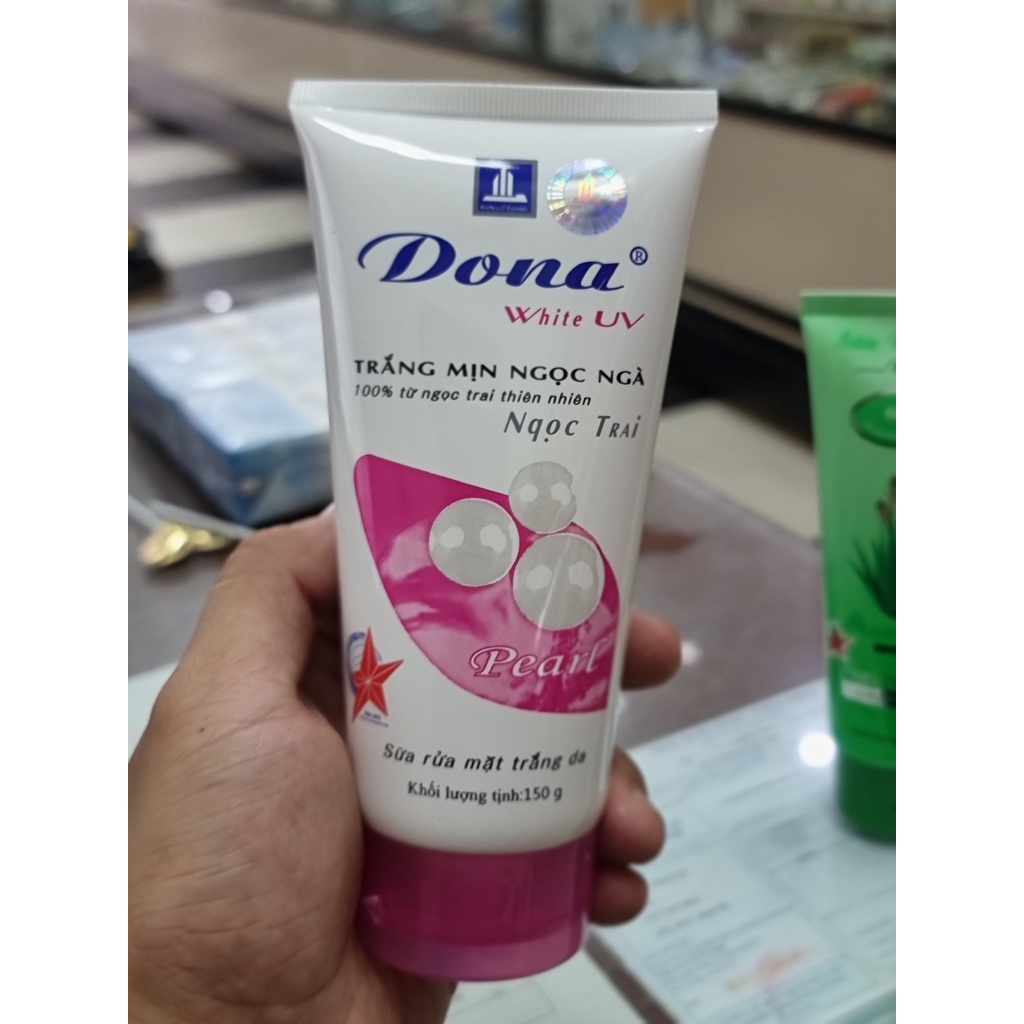 Dona®
White UV
TRẮNG MỊN NGỌC NGÀ
100% từ ngọc trai thiên nhiên
NGỌC TRAI
Pearl
Sữa rửa mặt trắng da
Khối lượng tịnh:150 g